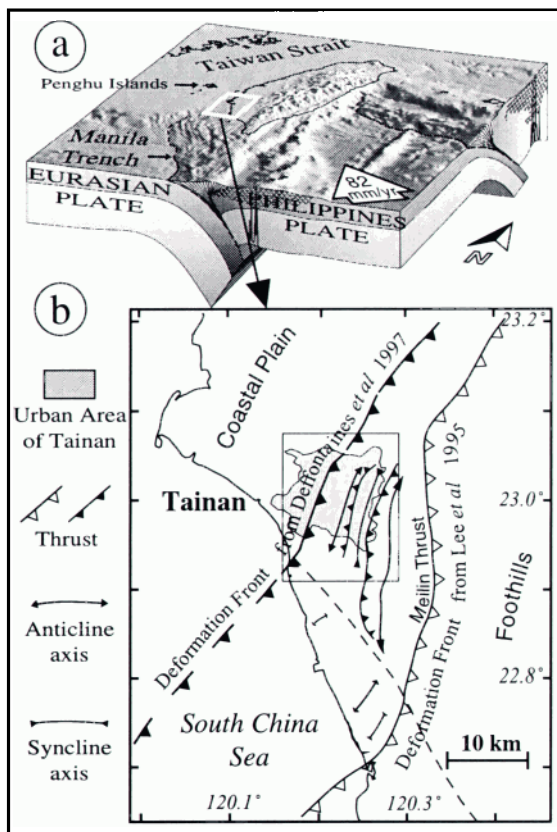 a
Taiwan Strait
Penghu Islands
Manila
Trench
EURASIAN
PLATE
PHILIPPINES
PLATE
82
mm/yr
N
b
Urban Area
of Tainan
Thrust
Anticline
axis
Syncline
axis
23.2°
Coastal Plain
Deformation Front from Deffontaines et al 1997
Tainan
23.0°
Meilin Thrust
Deformation Front from Lee et al 1995
Foothills
22.8°
South China
Sea
10 km
120.1°
120.3°